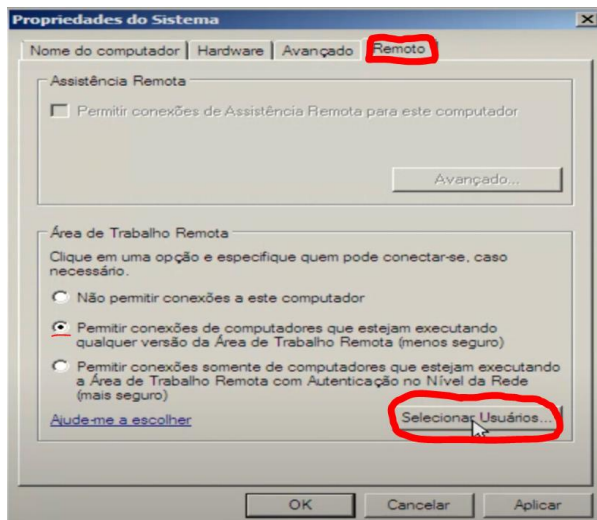 Propriedades do Sistema
Nome do computador Hardware Avançado Remoto
Assistência Remota
Permitir conexões de Assistência Remota para este computador
Avançado...
Área de Trabalho Remota
Clique em uma opção e especifique quem pode conectar-se, caso
necessário.
Não permitir conexões a este computador
Permitir conexões de computadores que estejam executando
qualquer versão da Área de Trabalho Remota (menos seguro)
Permitir conexões somente de computadores que estejam executando
a Área de Trabalho Remota com Autenticação no Nível da Rede
(mais seguro)
Ajude-me a escolher
Selecionar Usuários...
OK Cancelar Aplicar